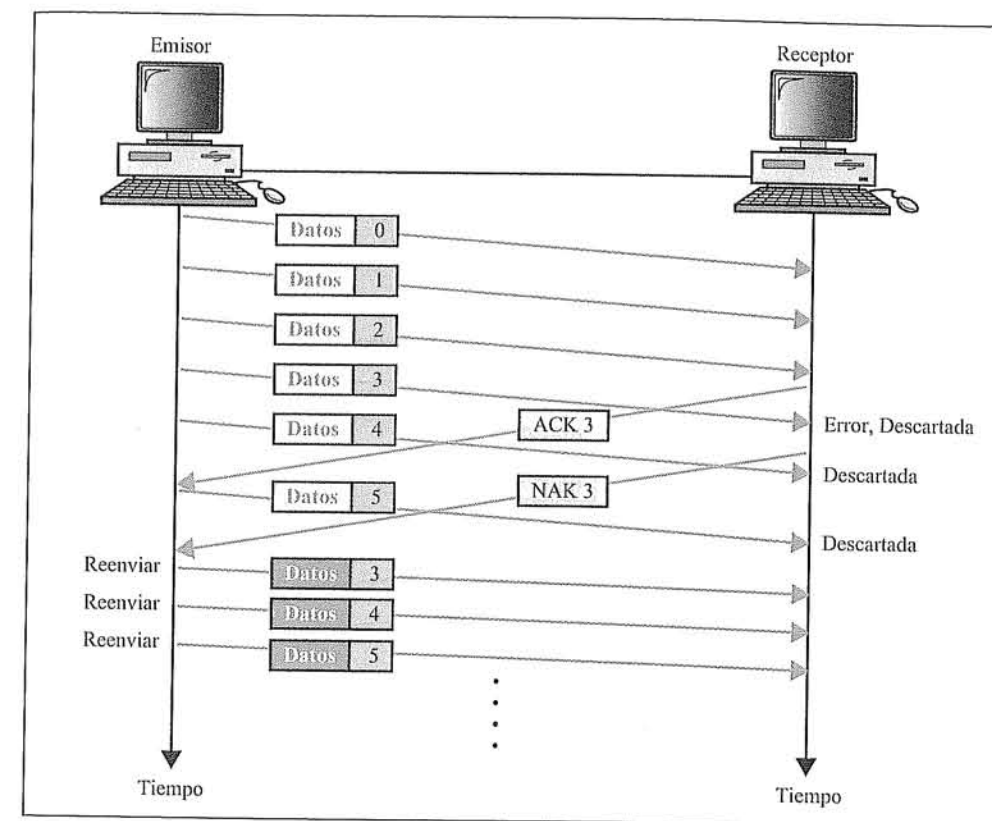 Emisor
Receptor
Datos 0
Datos 1
Datos 2
Datos 3
Datos 4
ACK 3
Error, Descartada
Descartada
Datos 5
NAK 3
Descartada
Reenviar
Datos 3
Reenviar
Datos 4
Reenviar
Datos 5
Tiempo
Tiempo